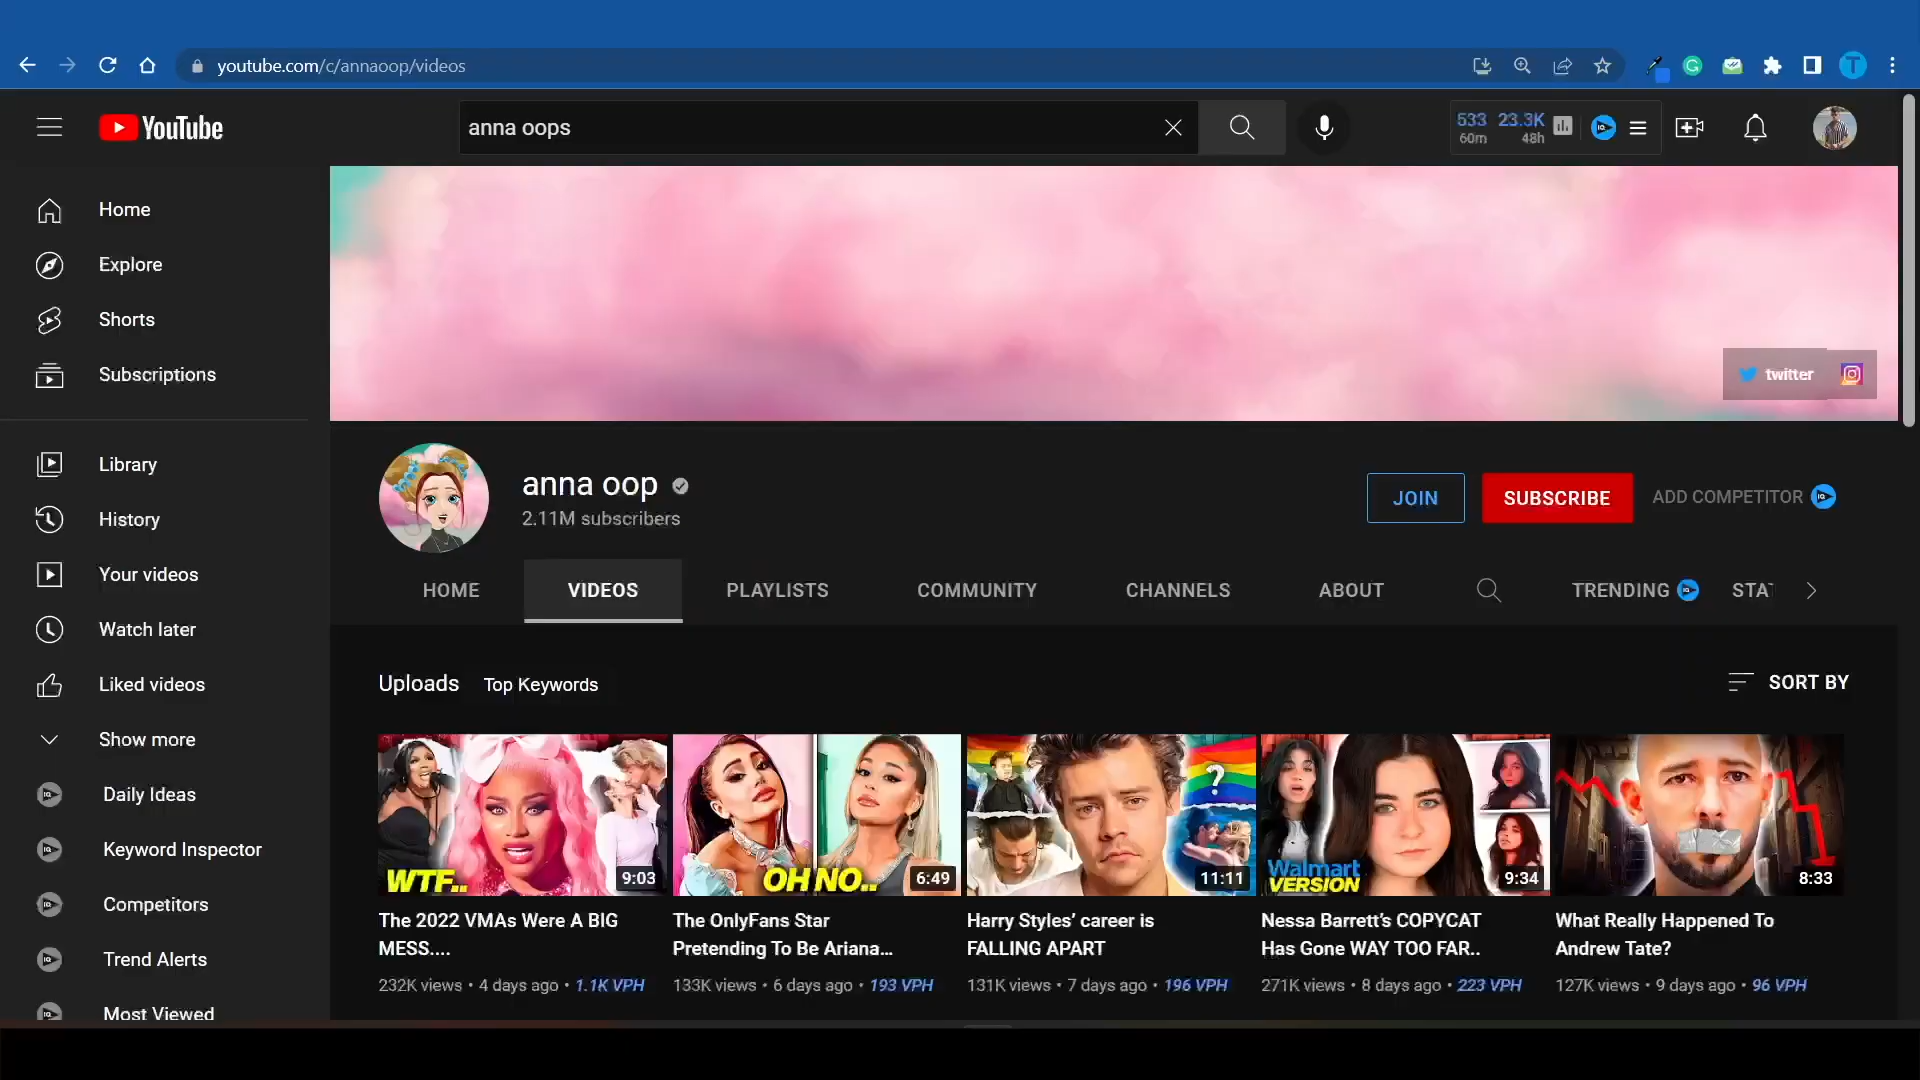 youtube.com/c/annaoop/videos
YouTube
anna oops
533 23.3K
60m 48h
Home
Explore
Shorts
Subscriptions
Library
History
Your videos
Watch later
Liked videos
Show more
Daily Ideas
Keyword Inspector
Competitors
Trend Alerts
Most Viewed
twitter
anna oop
2.11M subscribers
JOIN
SUBSCRIBE
ADD COMPETITOR
HOME
VIDEOS
PLAYLISTS
COMMUNITY
CHANNELS
ABOUT
TRENDING
STAT
Uploads
Top Keywords
SORT BY
WTF..
9:03
OH NO..
6:49
11:11
Walmart
VERSION
9:34
8:33
The 2022 VMAs Were A BIG
MESS....
232K views • 4 days ago • 1.1K VPH
The OnlyFans Star
Pretending To Be Ariana...
133K views • 6 days ago • 193 VPH
Harry Styles’ career is
FALLING APART
131K views • 7 days ago • 196 VPH
Nessa Barrett’s COPYCAT
Has Gone WAY TOO FAR..
271K views • 8 days ago • 223 VPH
What Really Happened To
Andrew Tate?
127K views • 9 days ago • 96 VPH